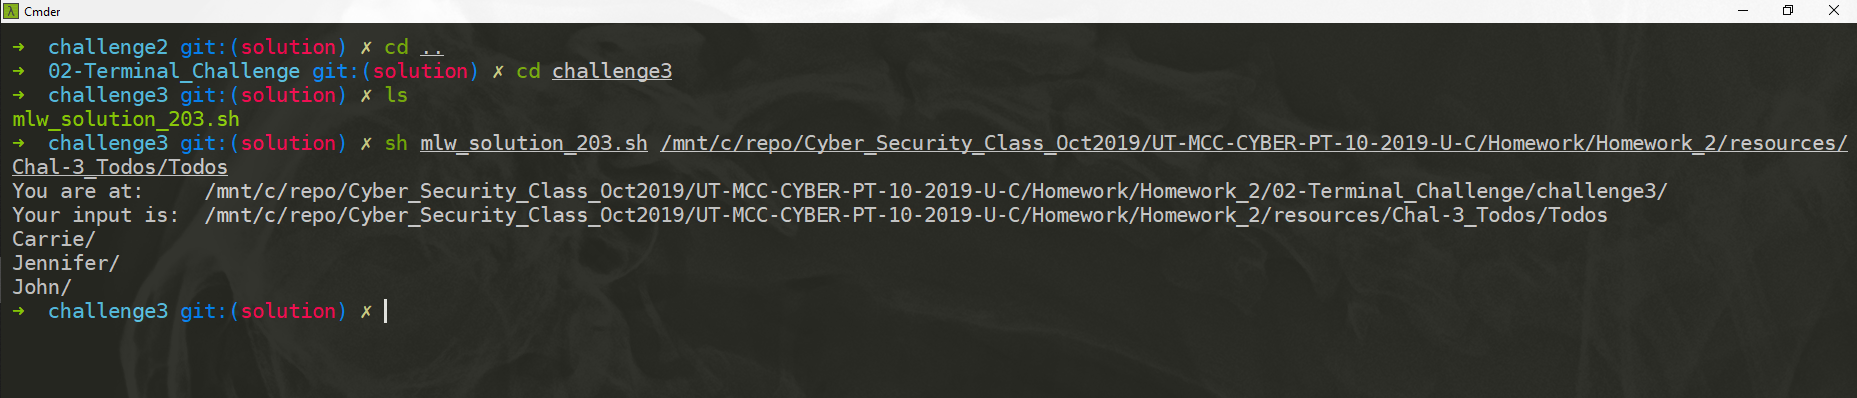 λ Cmder
➜  challenge2 git:(solution) ✗ cd ..
➜  02-Terminal_Challenge git:(solution) ✗ cd challenge3
➜  challenge3 git:(solution) ✗ ls
mlw_solution_203.sh
➜  challenge3 git:(solution) ✗ sh mlw_solution_203.sh /mnt/c/repo/Cyber_Security_Class_Oct2019/UT-MCC-CYBER-PT-10-2019-U-C/Homework/Homework_2/resources/
Chal-3_Todos/Todos
You are at:     /mnt/c/repo/Cyber_Security_Class_Oct2019/UT-MCC-CYBER-PT-10-2019-U-C/Homework/Homework_2/02-Terminal_Challenge/challenge3/
Your input is:  /mnt/c/repo/Cyber_Security_Class_Oct2019/UT-MCC-CYBER-PT-10-2019-U-C/Homework/Homework_2/resources/Chal-3_Todos/Todos
Carrie/
Jennifer/
John/
➜  challenge3 git:(solution) ✗